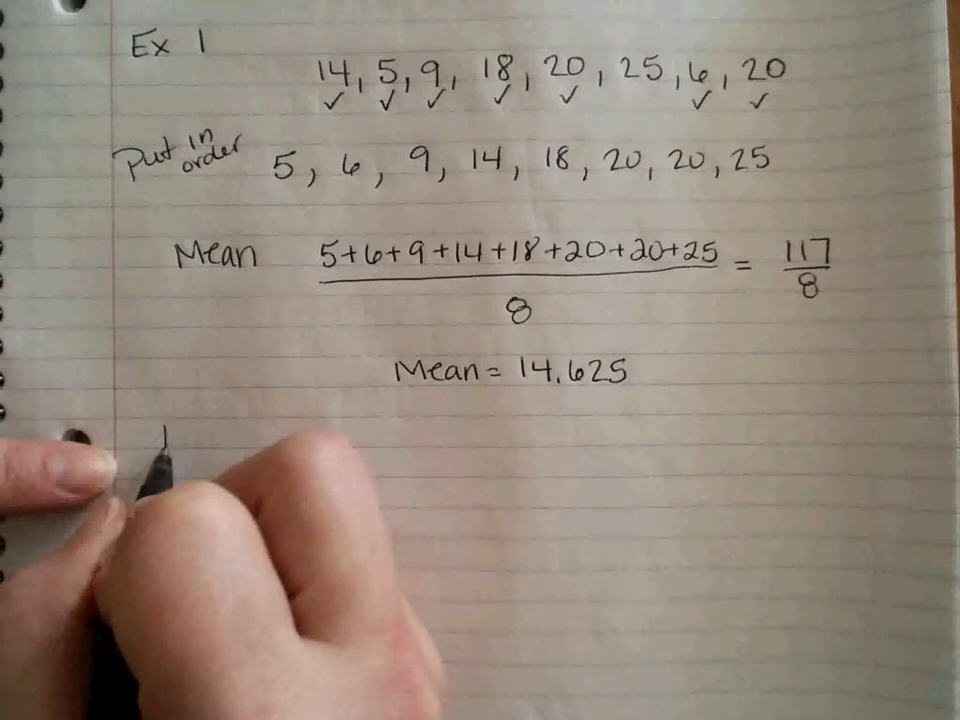 Ex 1
14, 5, 9, 18, 20, 25, 6, 20
✓ ✓ ✓ ✓ ✓ ✓ ✓
Put in order 5, 6, 9, 14, 18, 20, 20, 25
Mean 5+6+9+14+18+20+20+25 = 117
8 8
Mean = 14.625